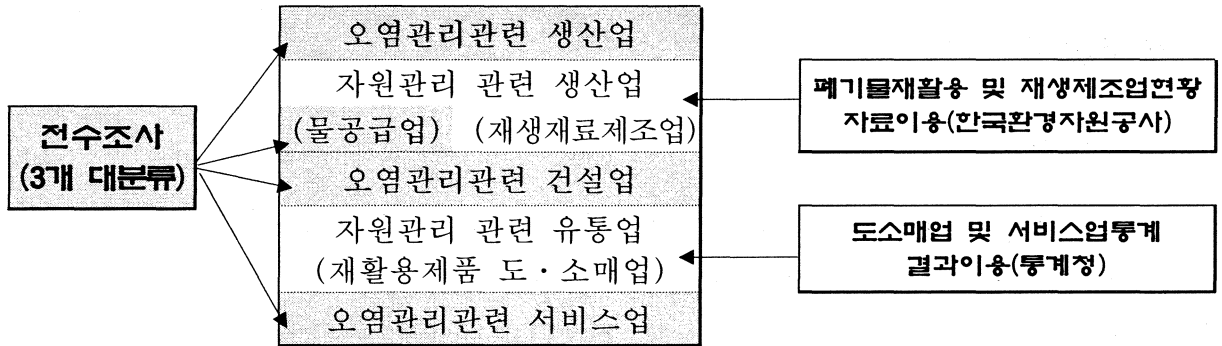 전수조사
(3개 대분류)
오염관리관련 생산업
자원관리 관련 생산업
(물공급업) (재생재료제조업)
오염관리관련 건설업
자원관리 관련 유통업
(재활용제품 도·소매업)
오염관리관련 서비스업
폐기물재활용 및 재생제조업현황
자료이용(한국환경자원공사)
도소매업 및 서비스업통계
결과이용(통계청)